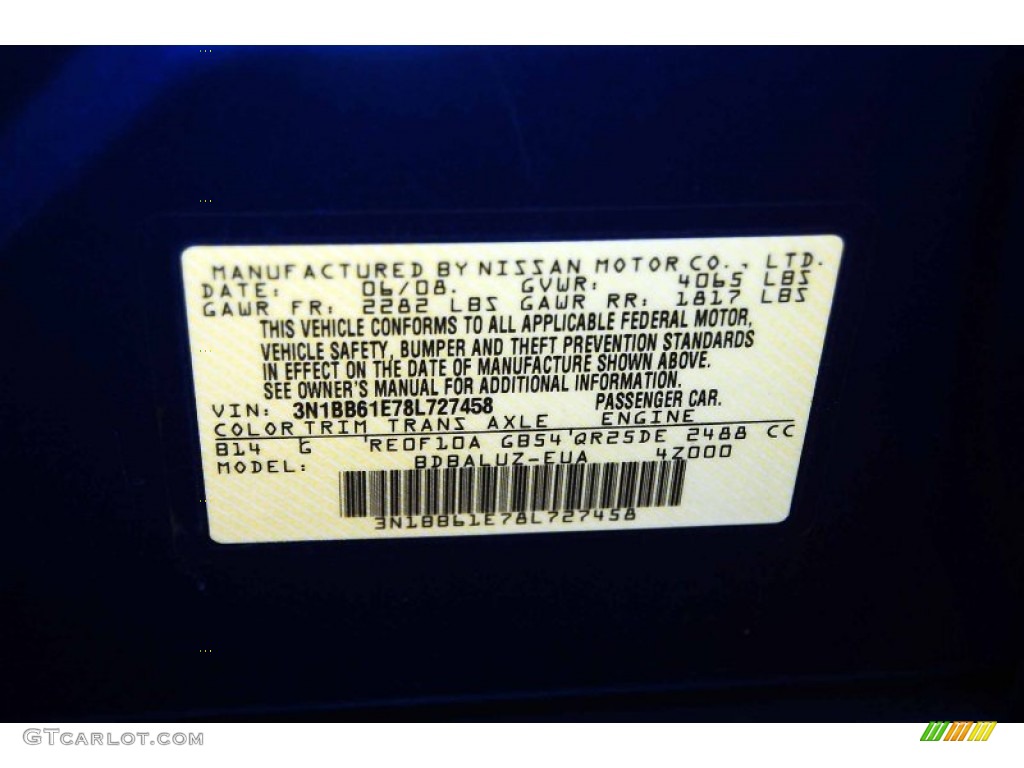 MANUFACTURED BY NISSAN MOTOR CO., LTD.
DATE: 06/08. GVWR: 4065 LBS
GAWR FR: 2282 LBS GAWR RR: 1817 LBS
THIS VEHICLE CONFORMS TO ALL APPLICABLE FEDERAL MOTOR,
VEHICLE SAFETY, BUMPER AND THEFT PREVENTION STANDARDS
IN EFFECT ON THE DATE OF MANUFACTURE SHOWN ABOVE.
SEE OWNER'S MANUAL FOR ADDITIONAL INFORMATION.
VIN: 3N1BB61E78L727458 PASSENGER CAR.
COLOR TRIM TRANS AXLE ENGINE
B14 G RE0F10A GB54 QR25DE 2488 CC
MODEL: BDBALUZ-EUA 4Z000
3N1BB61E78L727458
GTCARLOT.COM